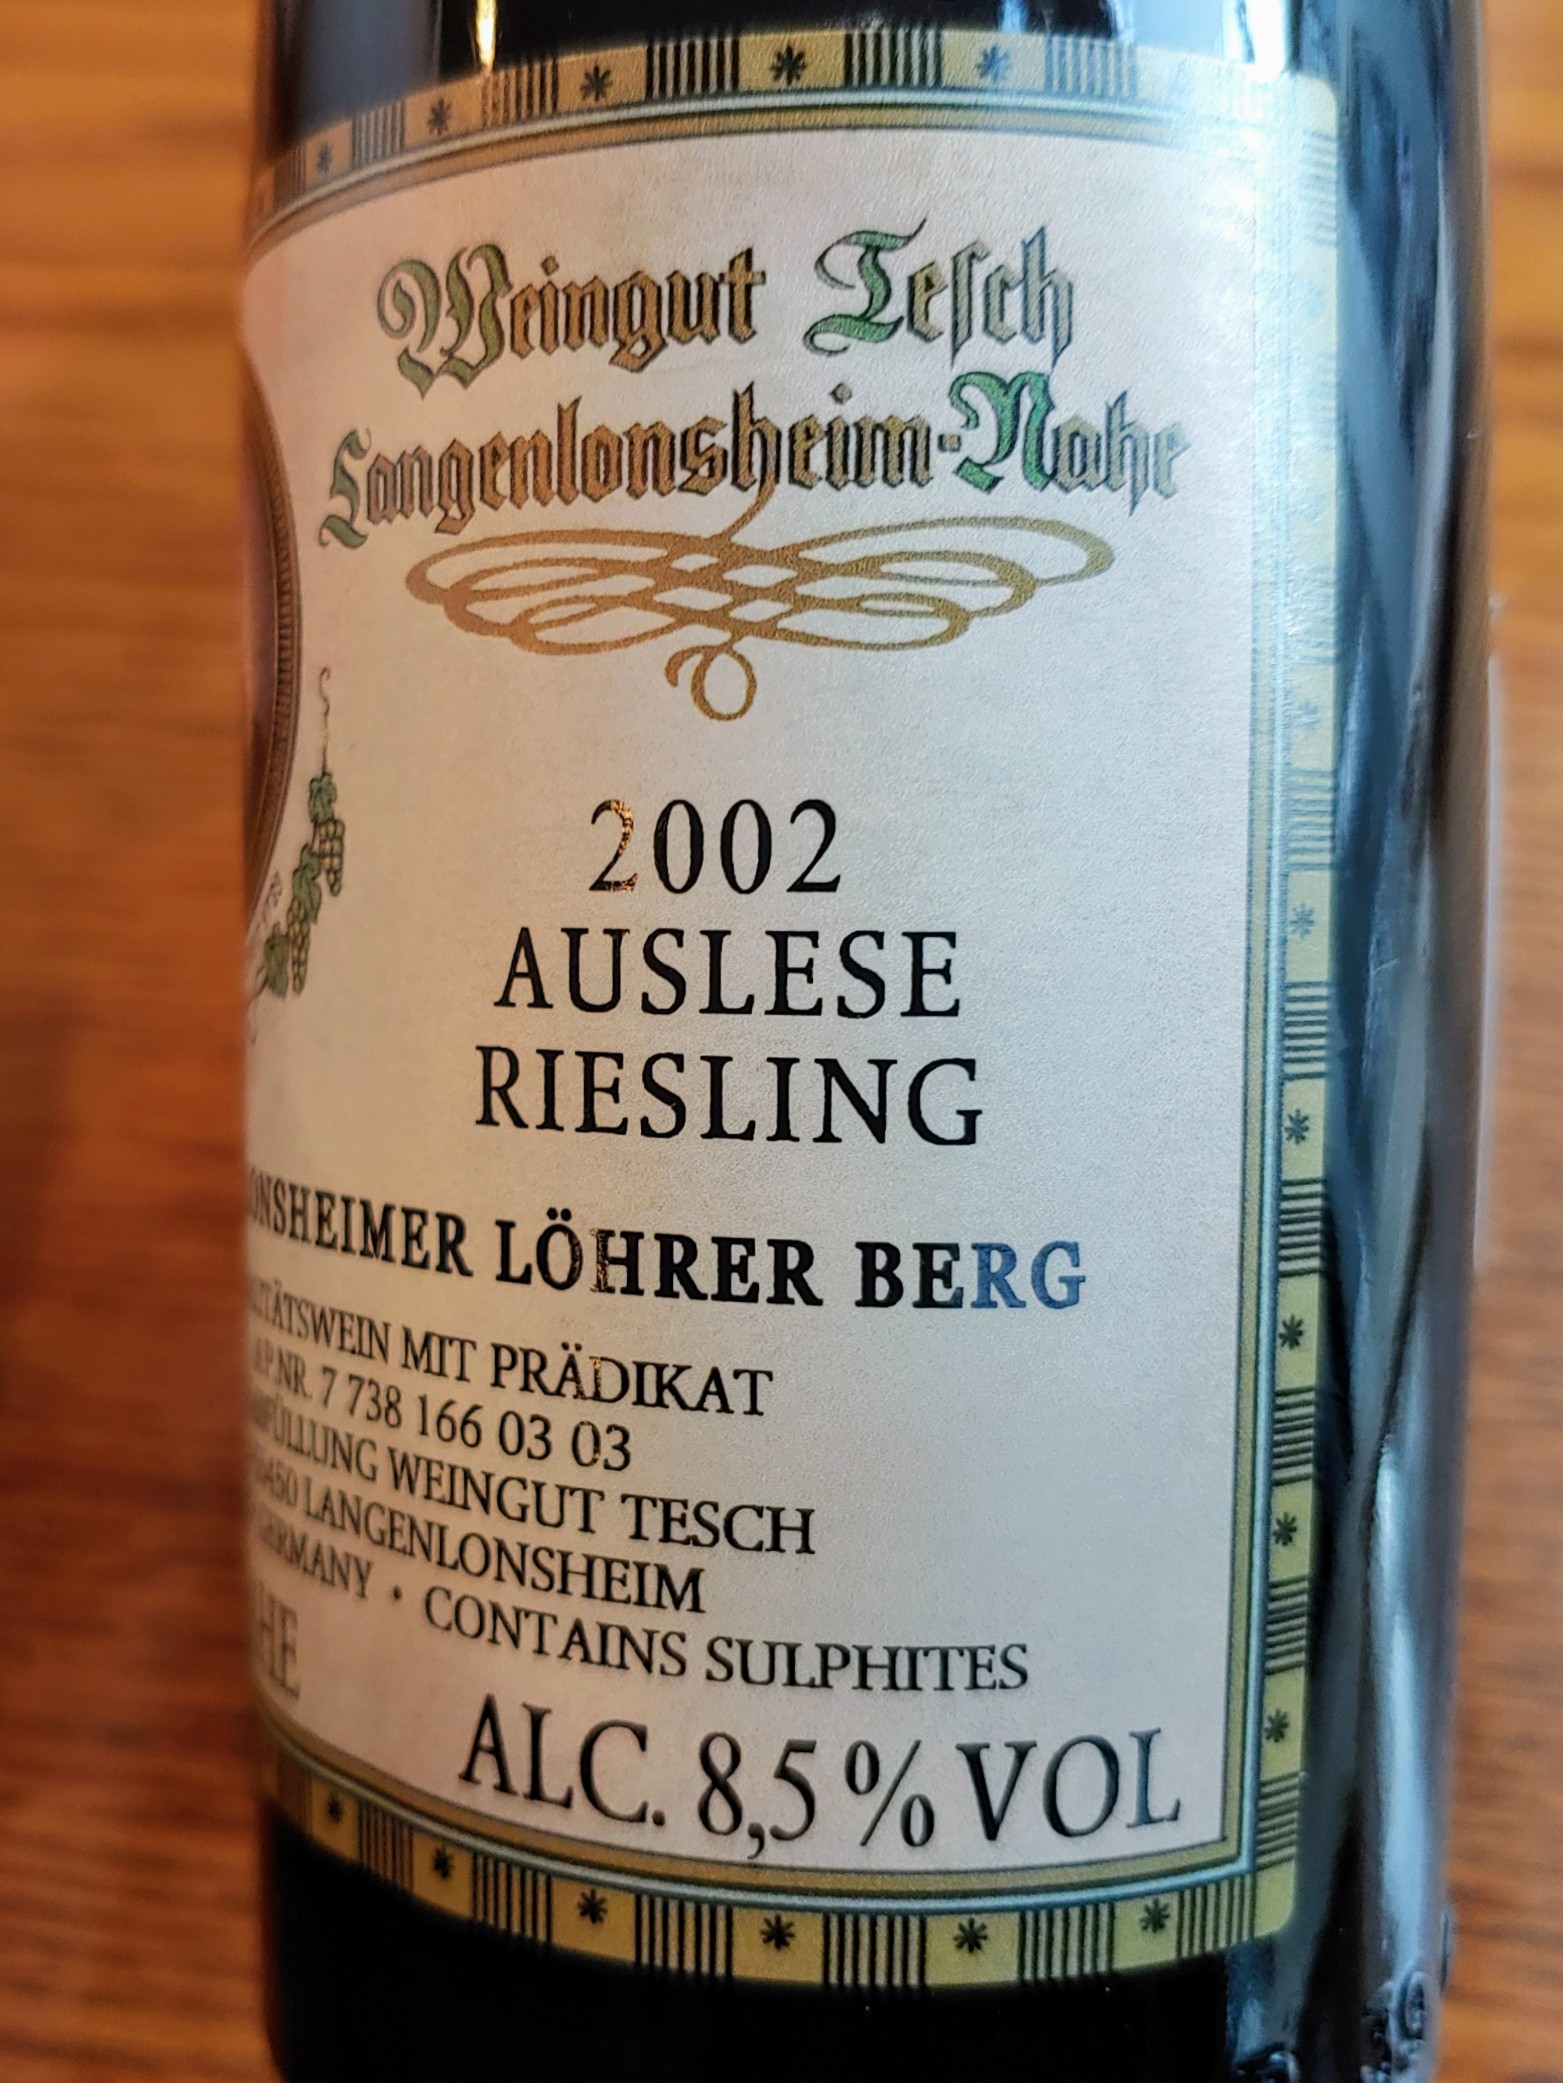 Weingut Tesch
Langenlonsheim-Nahe
2002
AUSLESE
RIESLING
ONSHEIMER LÖHRER BERG
ITÄTSWEIN MIT PRÄDIKAT
A.P.NR. 7 738 166 03 03
FÜLLUNG WEINGUT TESCH
LANGENLONSHEIM
GERMANY • CONTAINS SULPHITES
HE
ALC. 8,5 % VOL